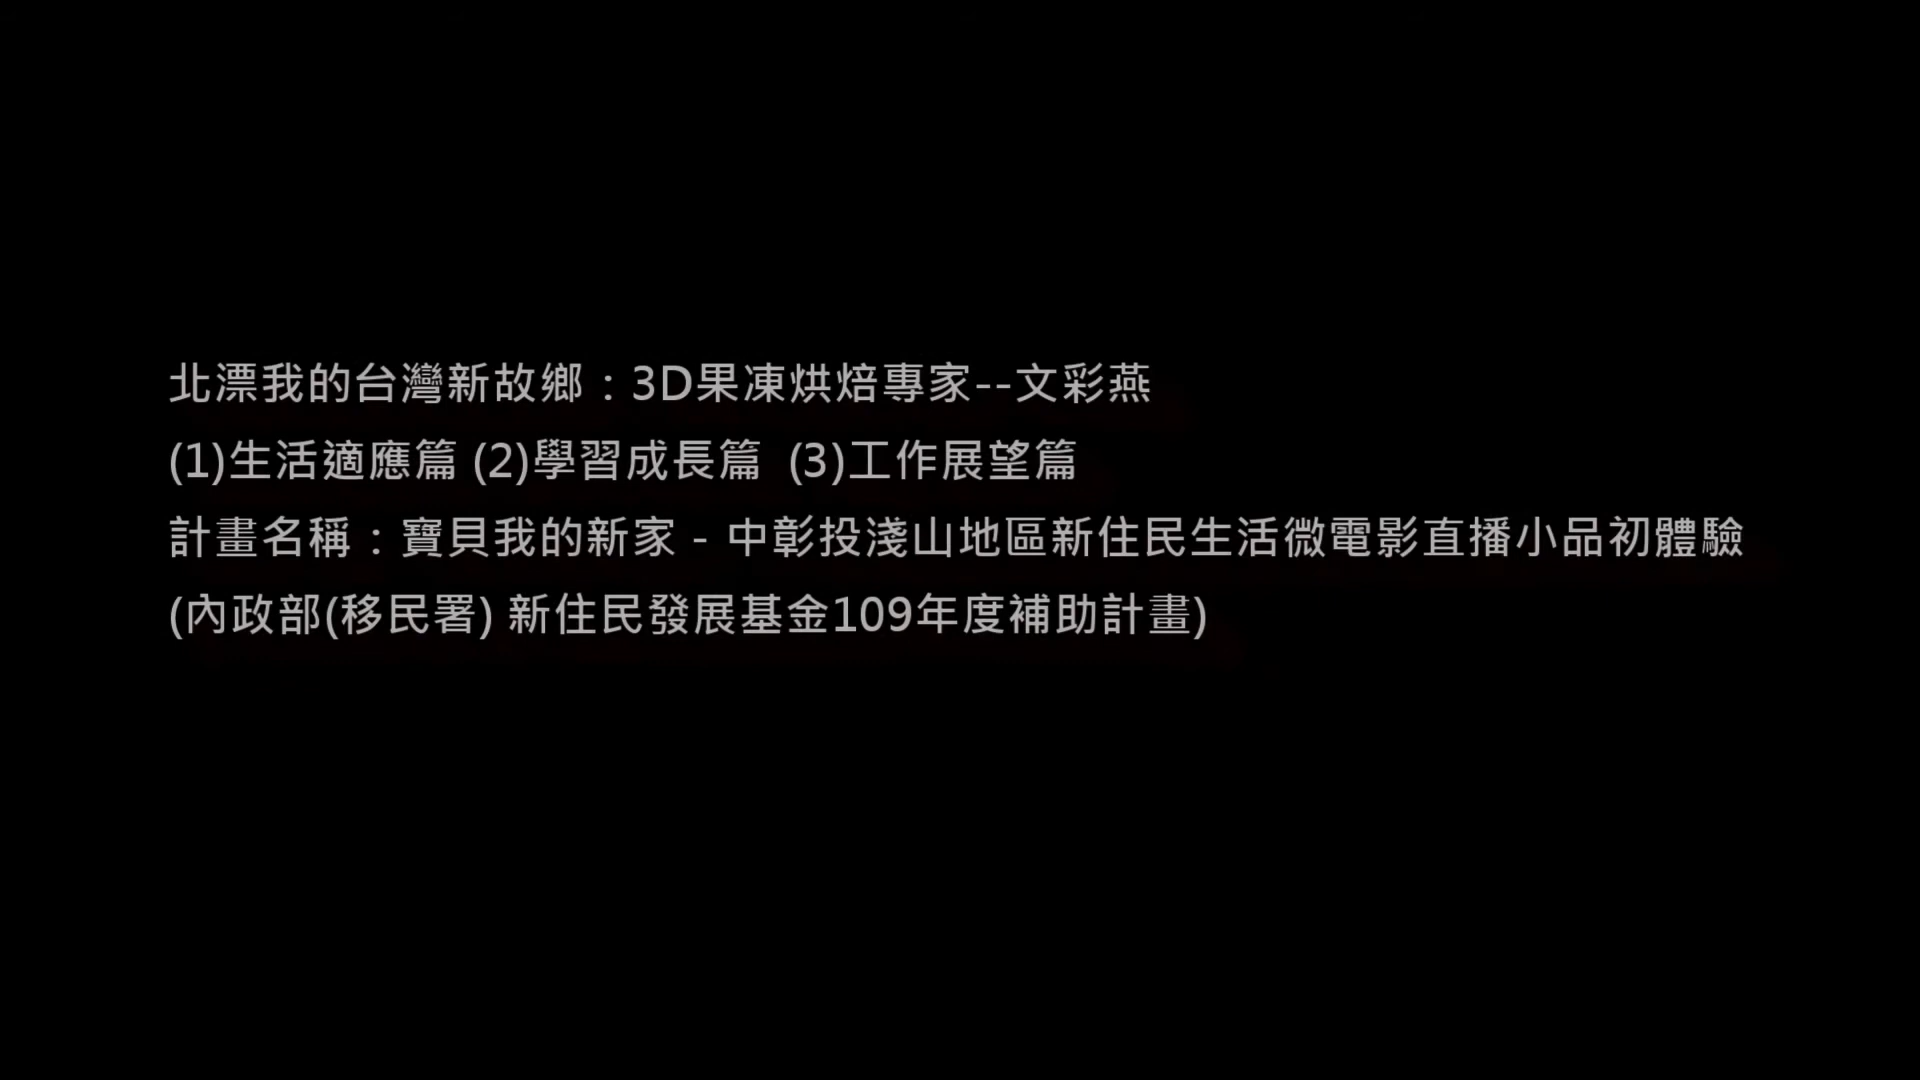 北漂我的台灣新故鄉：3D果凍烘焙專家--文彩燕
(1)生活適應篇 (2)學習成長篇 (3)工作展望篇
計畫名稱：寶貝我的新家 - 中彰投淺山地區新住民生活微電影直播小品初體驗
(內政部(移民署) 新住民發展基金109年度補助計畫)